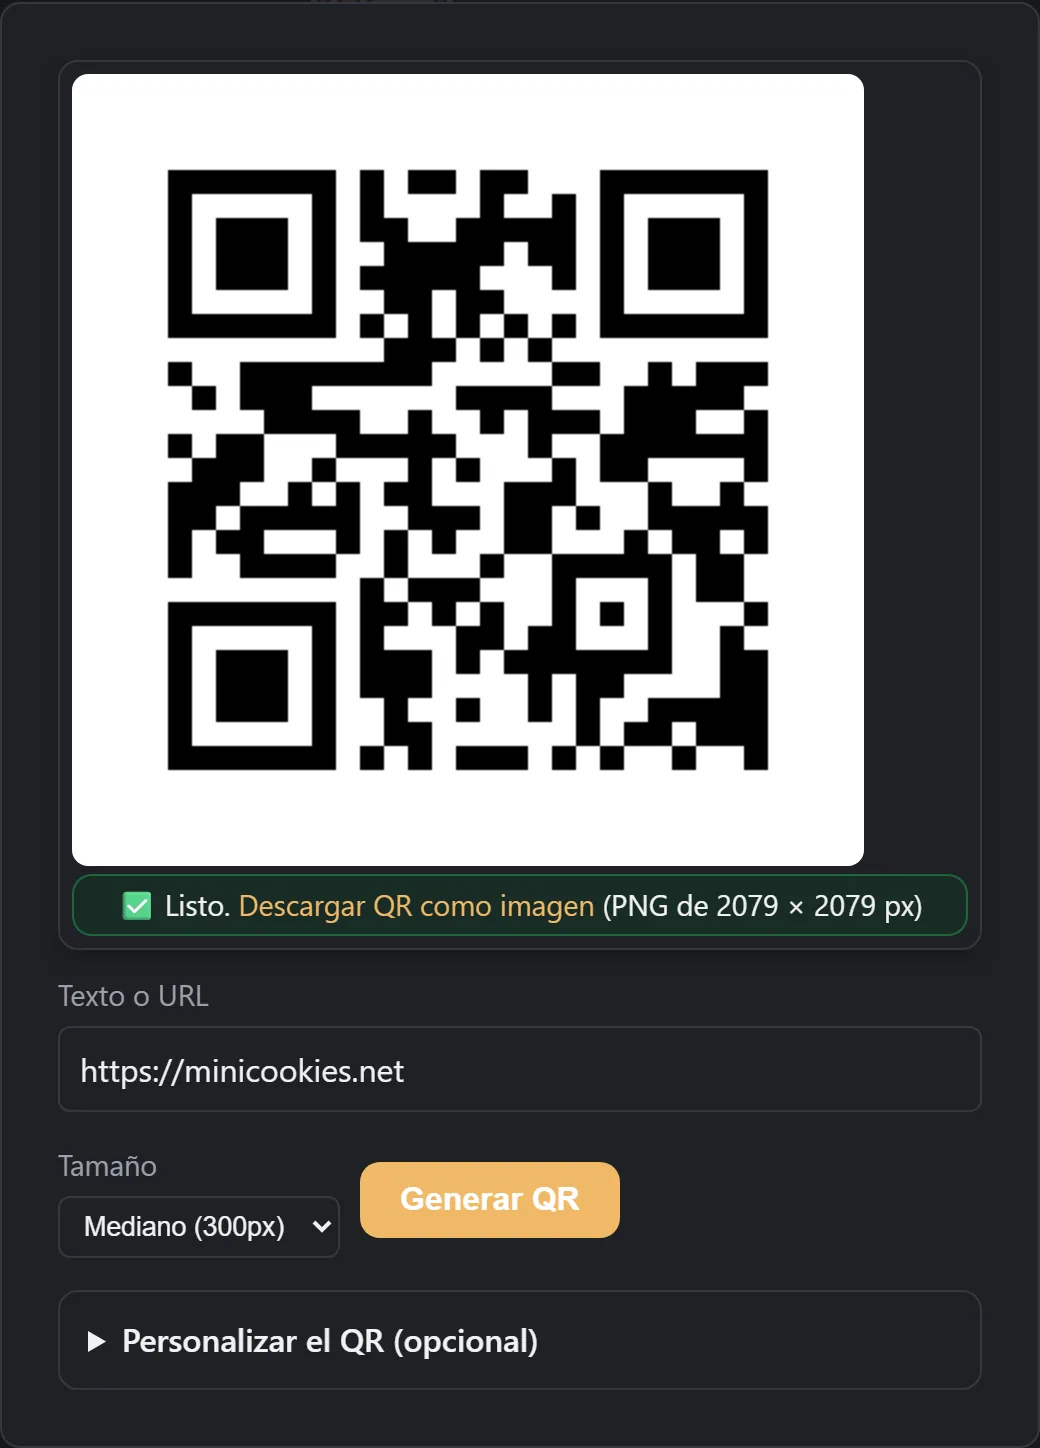 ✅ Listo. Descargar QR como imagen (PNG de 2079 × 2079 px)
Texto o URL
https://minicookies.net
Tamaño
Mediano (300px)
Generar QR
Personalizar el QR (opcional)